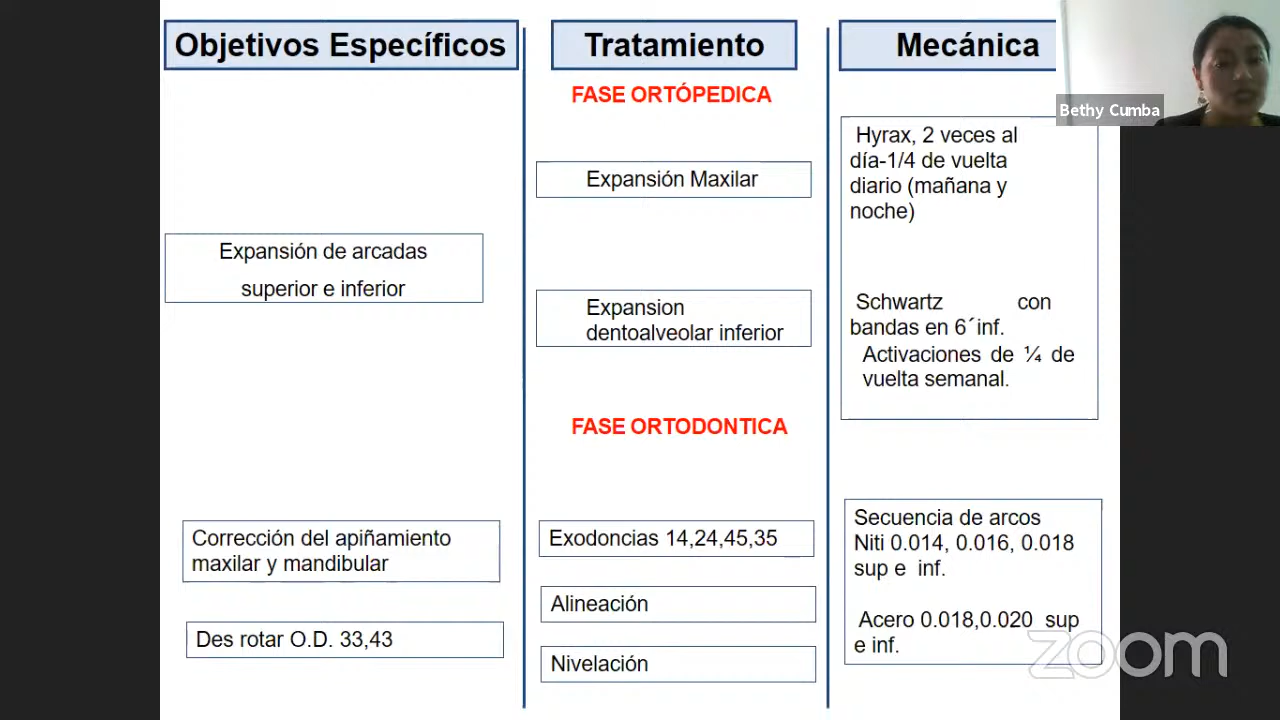 Objetivos Específicos
Tratamiento
Mecánica
Bethy Cumba
FASE ORTÓPEDICA
Expansión Maxilar
Hyrax, 2 veces al
día-1/4 de vuelta
diario (mañana y
noche)
Expansión de arcadas
superior e inferior
Expansion
dentoalveolar inferior
Schwartz con
bandas en 6´inf.
Activaciones de ¼ de
vuelta semanal.
FASE ORTODONTICA
Corrección del apiñamiento
maxilar y mandibular
Exodoncias 14,24,45,35
Secuencia de arcos
Niti 0.014, 0.016, 0.018
sup e inf.
Alineación
Des rotar O.D. 33,43
Acero 0.018,0.020 sup
e inf.
Nivelación
zoom